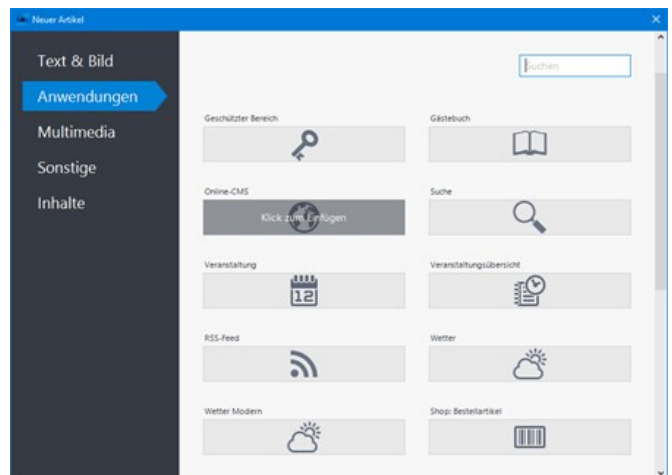 Neuer Artikel
Text & Bild
Anwendungen
Multimedia
Sonstige
Inhalte
Suchen
Geschützter Bereich
Gästebuch
Online-CMS
Suche
Klick zum Einfügen
Veranstaltung
Veranstaltungsübersicht
12
RSS-Feed
Wetter
Wetter Modern
Shop: Bestellartikel